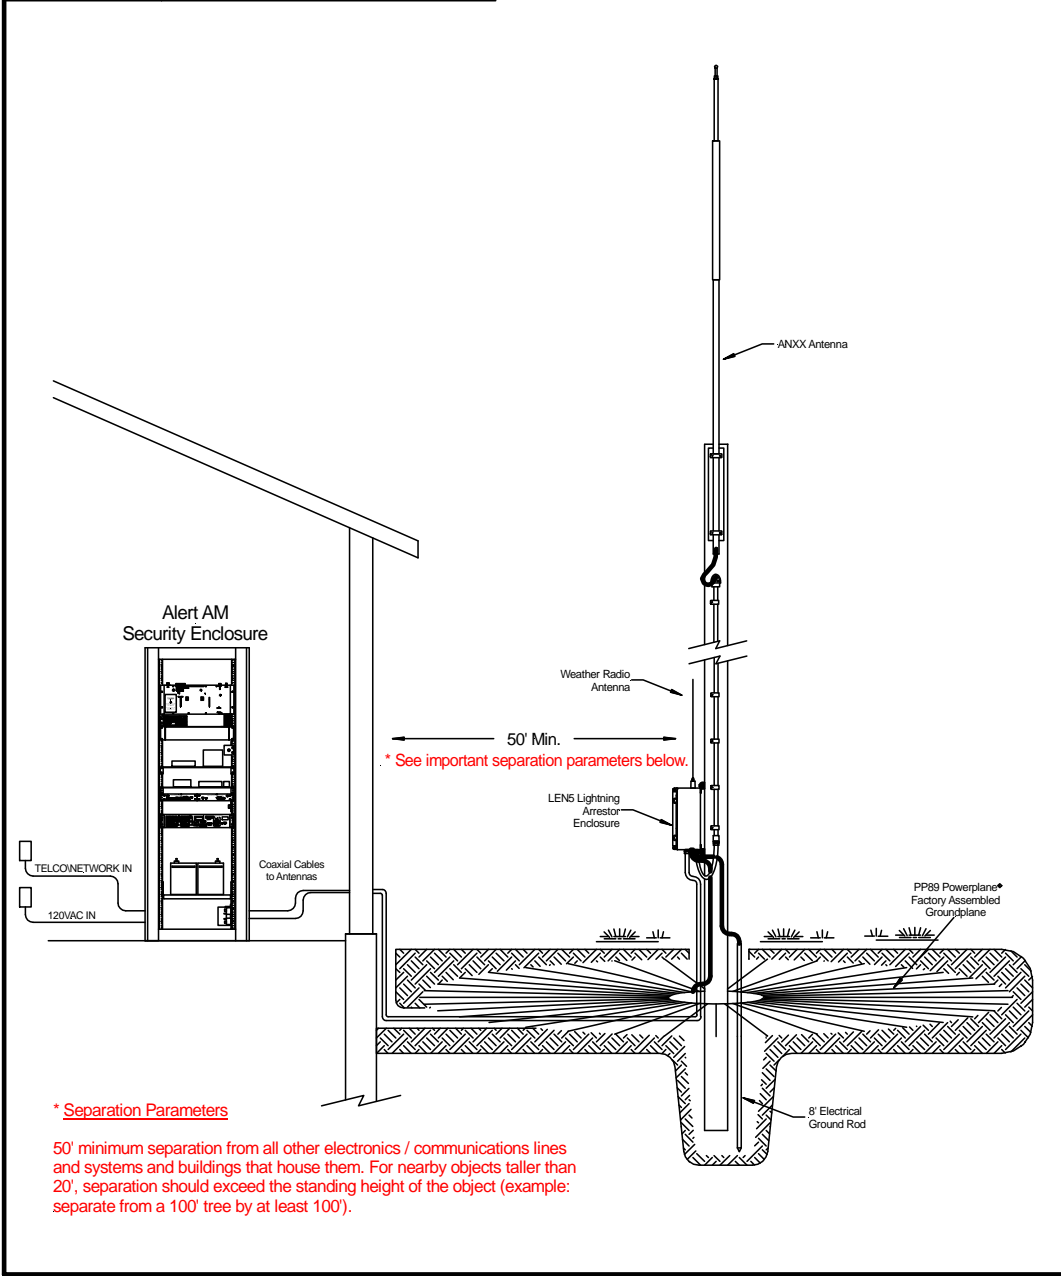 ANXX Antenna
Alert AM
Security Enclosure
Weather Radio
Antenna
50' Min.
* See important separation parameters below.
LEN5 Lightning
Arrestor
Enclosure
TELCO\NETWORK IN
Coaxial Cables
to Antennas
120VAC IN
PP89 Powerplane◆
Factory Assembled
Groundplane
8' Electrical
Ground Rod
* Separation Parameters
50' minimum separation from all other electronics / communications lines
and systems and buildings that house them. For nearby objects taller than
20', separation should exceed the standing height of the object (example:
separate from a 100' tree by at least 100').